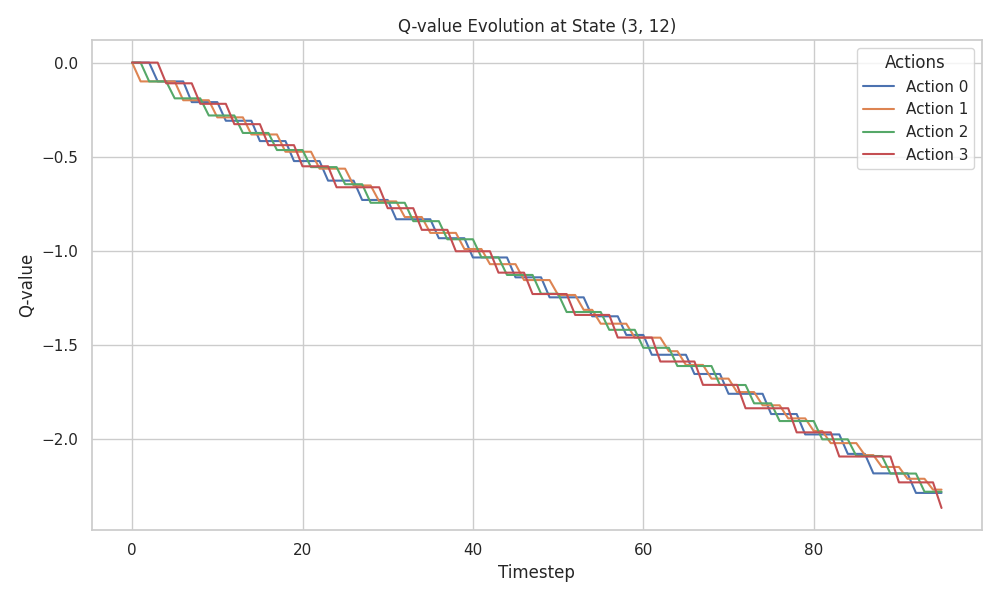 Q-value Evolution at State (3, 12)
Actions
Action 0
Action 1
Action 2
Action 3
Q-value
0.0
−0.5
−1.0
−1.5
−2.0
0 20 40 60 80
Timestep